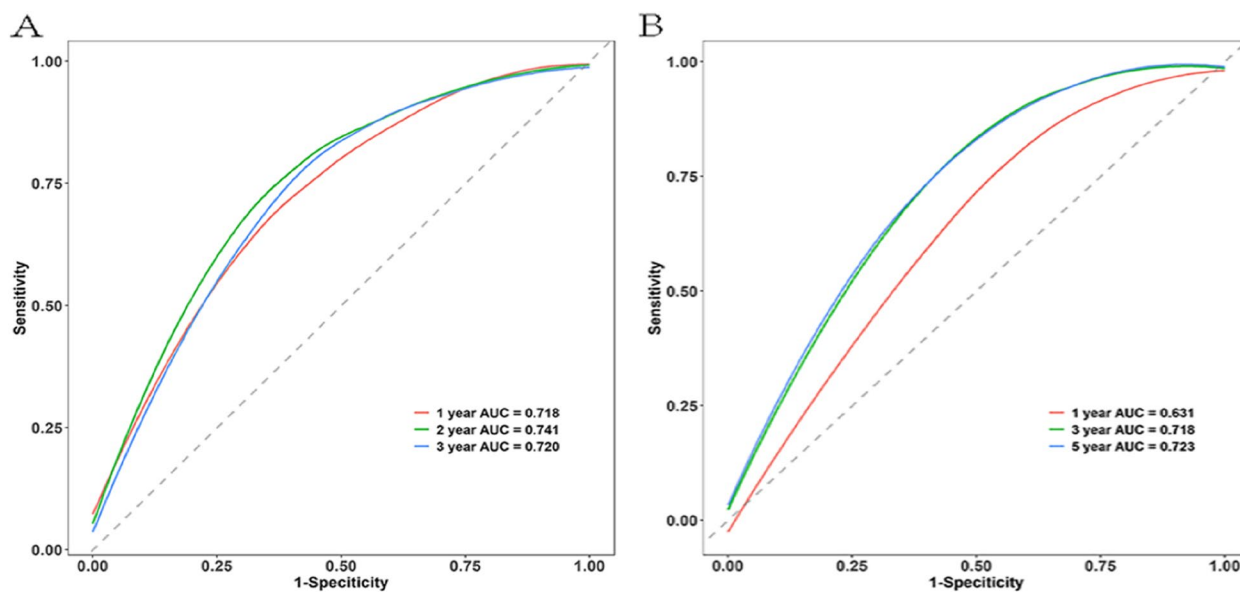 A
1.00
0.75
0.50
0.25
0.00
Sensitivity
1 year AUC = 0.718
2 year AUC = 0.741
3 year AUC = 0.720
0.00 0.25 0.50 0.75 1.00
1-Speciticity
B
1.00
0.75
0.50
0.25
0.00
Sensitivity
1 year AUC = 0.631
3 year AUC = 0.718
5 year AUC = 0.723
0.00 0.25 0.50 0.75 1.00
1-Speciticity